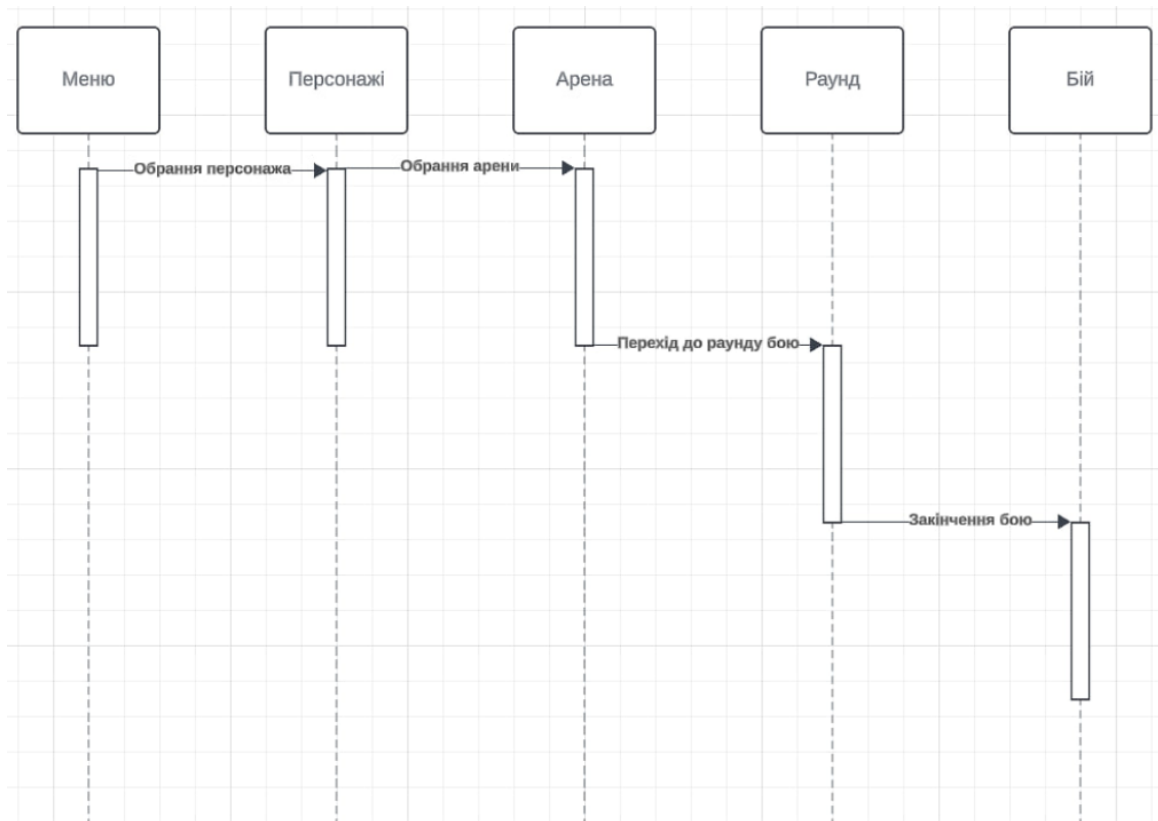 Меню
Персонажі
Арена
Раунд
Бій
Обрання персонажа
Обрання арени
Перехід до раунду бою
Закінчення бою